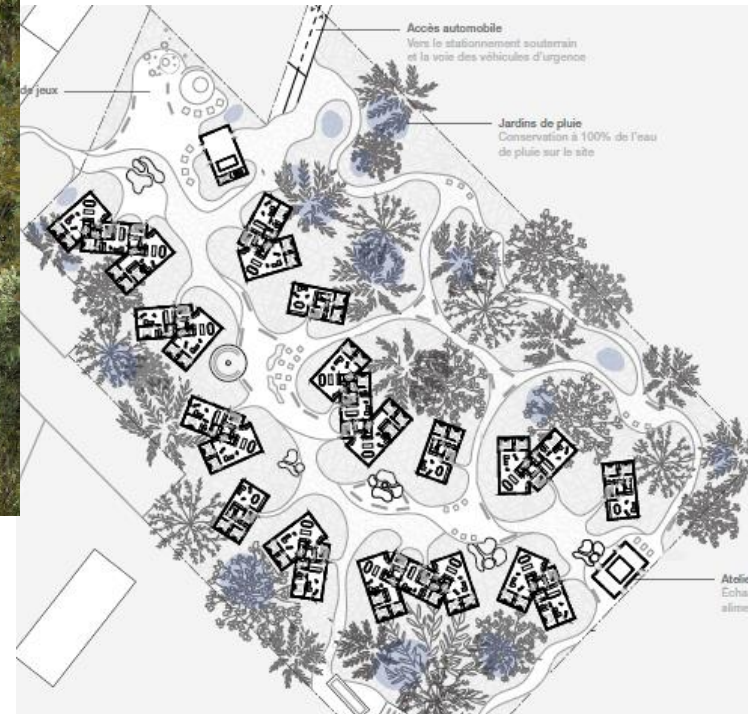 Accès automobile
Vers le stationnement souterrain
et la voie des véhicules d'urgence
de jeux
Jardins de pluie
Conservation à 100% de l'eau
de pluie sur le site
Atelie
Écha
alime